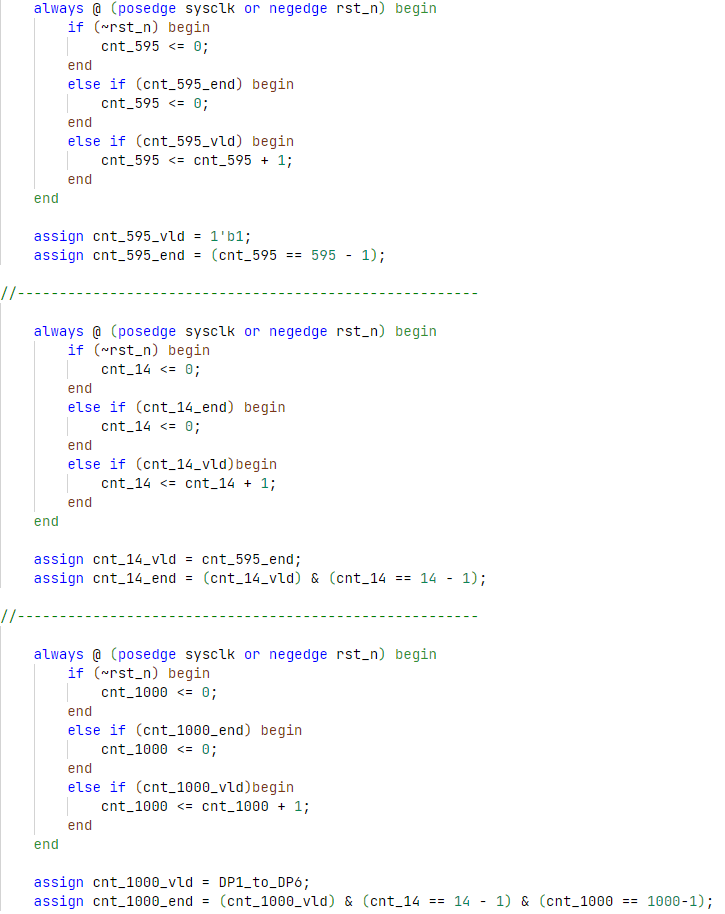 always @ (posedge sysclk or negedge rst_n) begin
if (~rst_n) begin
cnt_595 <= 0;
end
else if (cnt_595_end) begin
cnt_595 <= 0;
end
else if (cnt_595_vld) begin
cnt_595 <= cnt_595 + 1;
end
end
assign cnt_595_vld = 1'b1;
assign cnt_595_end = (cnt_595 == 595 - 1);
//-------------------------------------------------------
always @ (posedge sysclk or negedge rst_n) begin
if (~rst_n) begin
cnt_14 <= 0;
end
else if (cnt_14_end) begin
cnt_14 <= 0;
end
else if (cnt_14_vld)begin
cnt_14 <= cnt_14 + 1;
end
end
assign cnt_14_vld = cnt_595_end;
assign cnt_14_end = (cnt_14_vld) & (cnt_14 == 14 - 1);
//-------------------------------------------------------
always @ (posedge sysclk or negedge rst_n) begin
if (~rst_n) begin
cnt_1000 <= 0;
end
else if (cnt_1000_end) begin
cnt_1000 <= 0;
end
else if (cnt_1000_vld)begin
cnt_1000 <= cnt_1000 + 1;
end
end
assign cnt_1000_vld = DP1_to_DP6;
assign cnt_1000_end = (cnt_1000_vld) & (cnt_14 == 14 - 1) & (cnt_1000 == 1000-1);